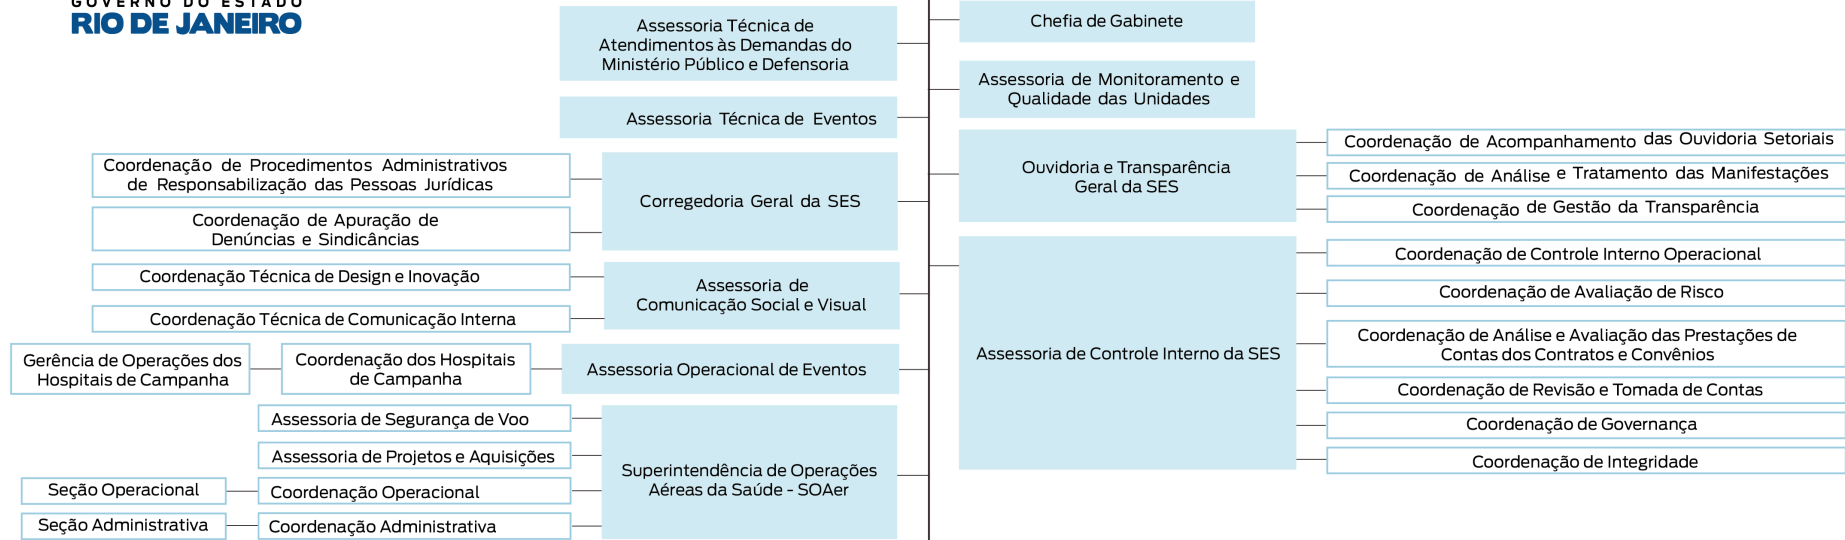 GOVERNO DO ESTADO
RIO DE JANEIRO
Assessoria Técnica de
Atendimentos às Demandas do
Ministério Público e Defensoria
Assessoria Técnica de Eventos
Coordenação de Procedimentos Administrativos
de Responsabilização das Pessoas Jurídicas
Coordenação de Apuração de
Denúncias e Sindicâncias
Corregedoria Geral da SES
Coordenação Técnica de Design e Inovação
Coordenação Técnica de Comunicação Interna
Assessoria de
Comunicação Social e Visual
Gerência de Operações dos
Hospitais de Campanha
Coordenação dos Hospitais
de Campanha
Assessoria Operacional de Eventos
Assessoria de Segurança de Voo
Assessoria de Projetos e Aquisições
Seção Operacional
Coordenação Operacional
Seção Administrativa
Coordenação Administrativa
Superintendência de Operações
Aéreas da Saúde - SOAer
Chefia de Gabinete
Assessoria de Monitoramento e
Qualidade das Unidades
Ouvidoria e Transparência
Geral da SES
Coordenação de Acompanhamento das Ouvidoria Setoriais
Coordenação de Análise e Tratamento das Manifestações
Coordenação de Gestão da Transparência
Assessoria de Controle Interno da SES
Coordenação de Controle Interno Operacional
Coordenação de Avaliação de Risco
Coordenação de Análise e Avaliação das Prestações de
Contas dos Contratos e Convênios
Coordenação de Revisão e Tomada de Contas
Coordenação de Governança
Coordenação de Integridade